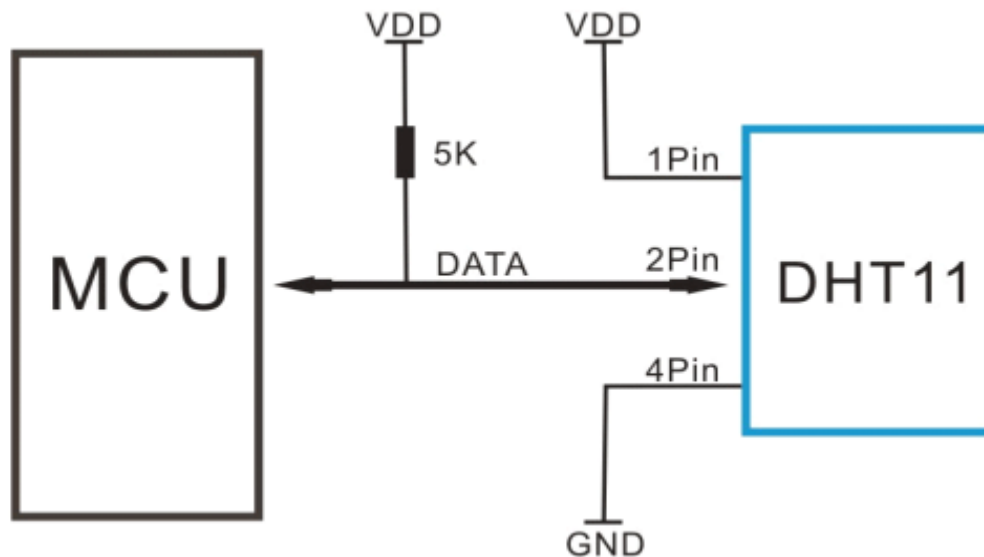 VDD
VDD
5K
1Pin
MCU
DATA
2Pin
DHT11
4Pin
GND